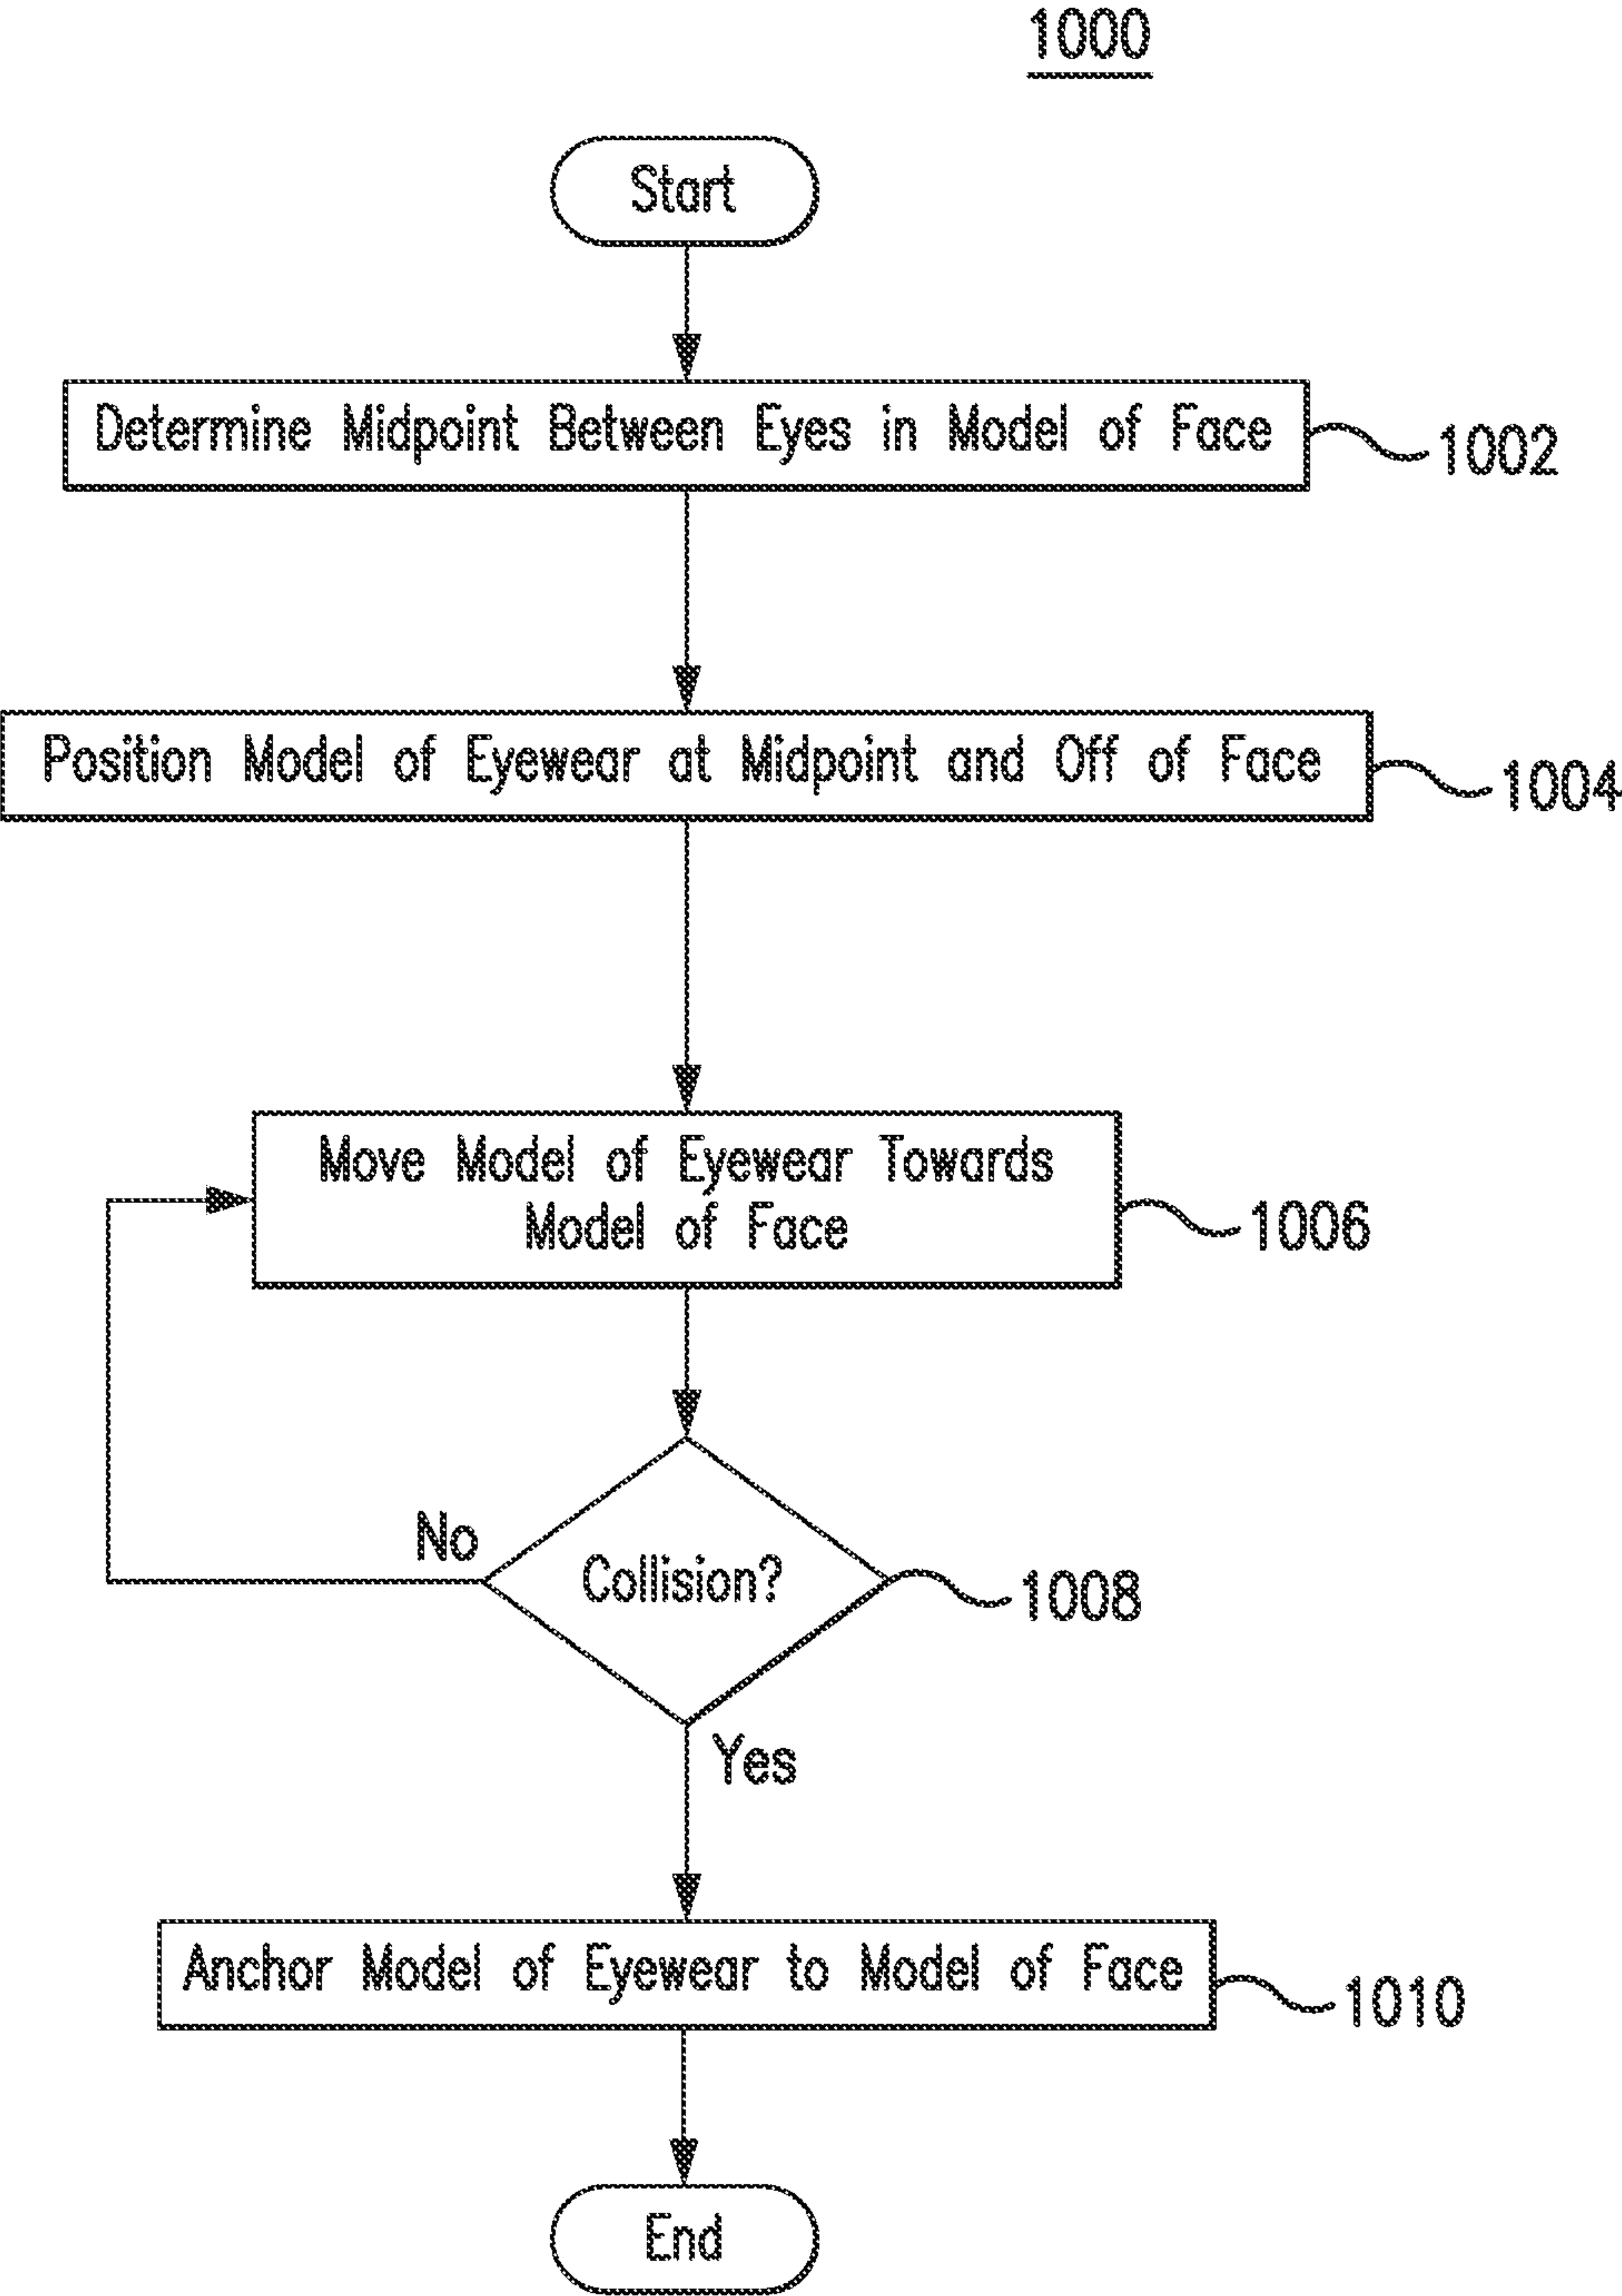 1000
Start
Determine Midpoint Between Eyes in Model of Face
1002
Position Model of Eyewear at Midpoint and Off of Face
1004
Move Model of Eyewear Towards
Model of Face
1006
No
Collision?
1008
Yes
Anchor Model of Eyewear to Model of Face
1010
End